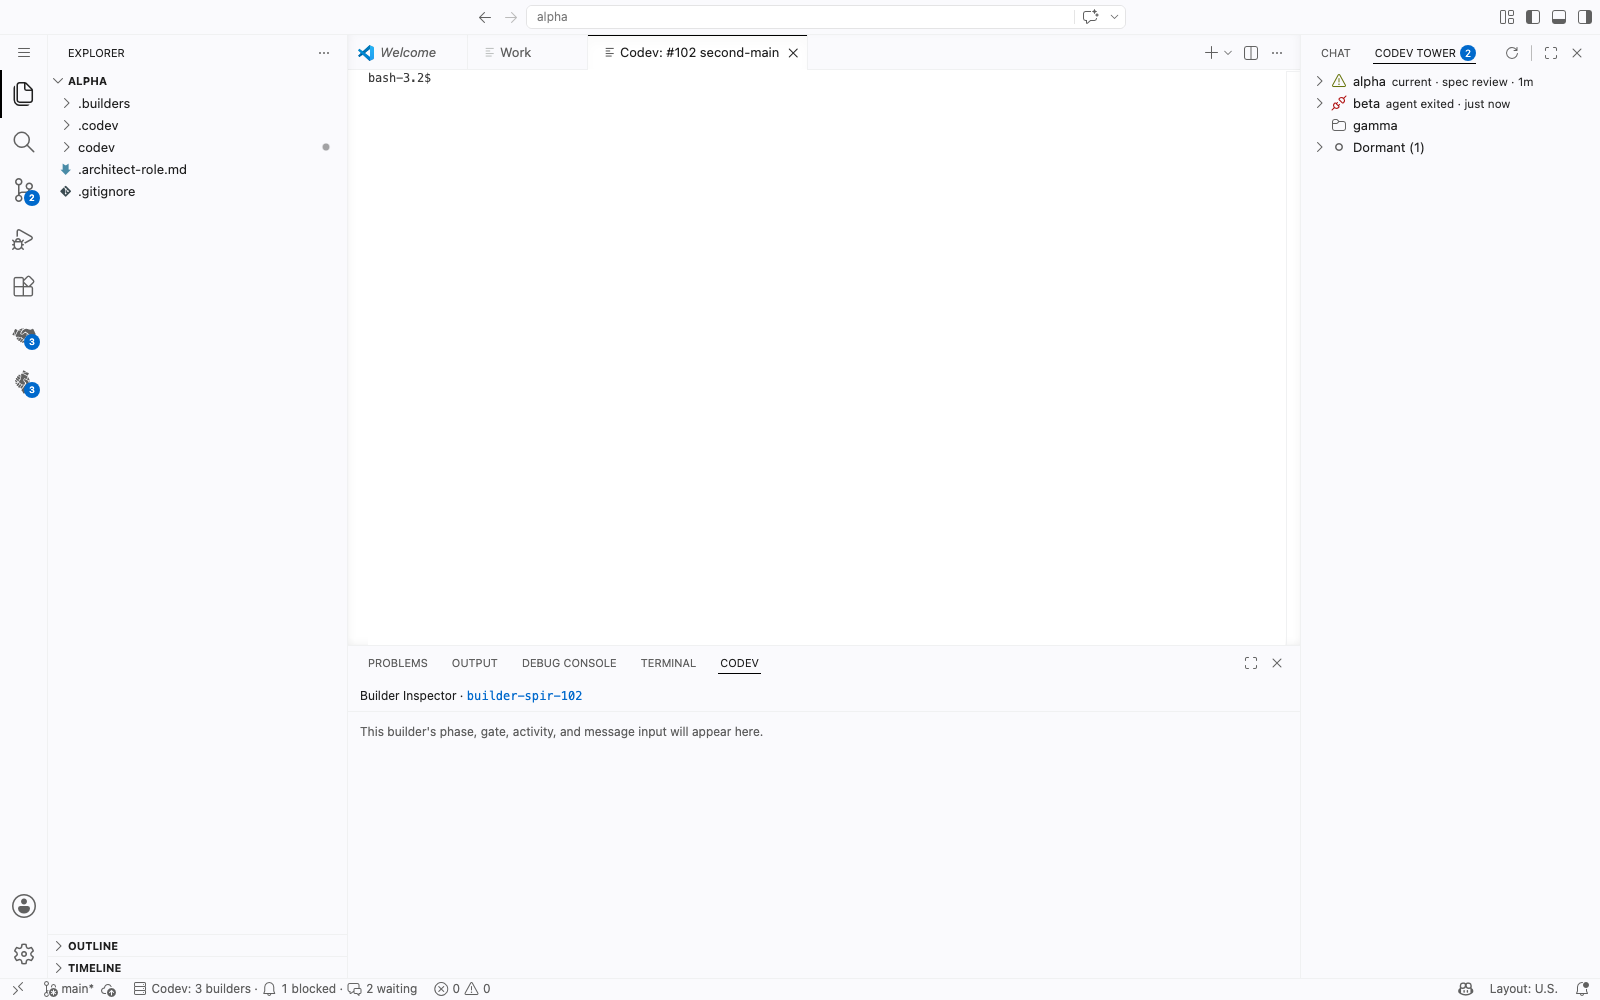 alpha
EXPLORER
ALPHA
.builders
.codev
codev
.architect-role.md
.gitignore
OUTLINE
TIMELINE
2
3
3
Welcome
Work
Codev: #102 second-main
bash-3.2$
PROBLEMS
OUTPUT
DEBUG CONSOLE
TERMINAL
CODEV
Builder Inspector · builder-spir-102
This builder's phase, gate, activity, and message input will appear here.
CHAT
CODEV TOWER 2
alpha current · spec review · 1m
beta agent exited · just now
gamma
Dormant (1)
main*
Codev: 3 builders · 1 blocked · 2 waiting
0 0
Layout: U.S.